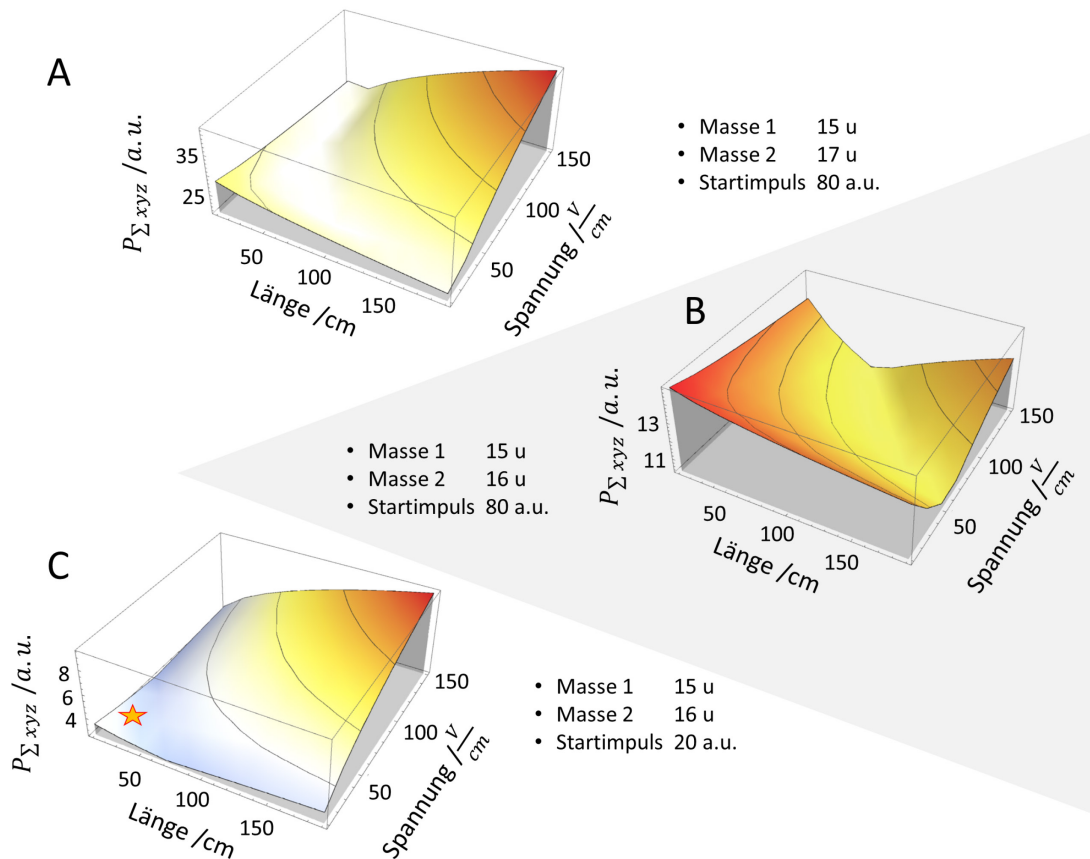 A
P_{Σ xyz} /a.u.
35
25
50
100
150
Länge /cm
50
100
150
Spannung / V/cm
• Masse 1 15 u
• Masse 2 17 u
• Startimpuls 80 a.u.
B
P_{Σ xyz} /a.u.
13
11
50
100
150
Länge /cm
50
100
150
Spannung / V/cm
• Masse 1 15 u
• Masse 2 16 u
• Startimpuls 80 a.u.
C
P_{Σ xyz} /a.u.
8
6
4
50
100
150
Länge /cm
50
100
150
Spannung / V/cm
• Masse 1 15 u
• Masse 2 16 u
• Startimpuls 20 a.u.